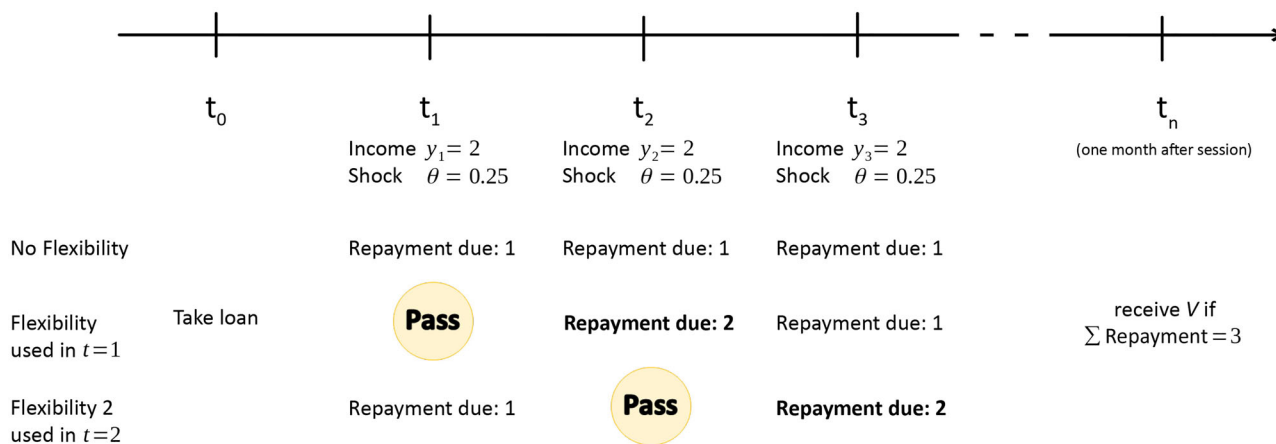 t₀ t₁ t₂ t₃ tₙ
Income y₁= 2 Income y₂= 2 Income y₃= 2 (one month after session)
Shock θ = 0.25 Shock θ = 0.25 Shock θ = 0.25
No Flexibility Repayment due: 1 Repayment due: 1 Repayment due: 1
Flexibility Take loan Pass Repayment due: 2 Repayment due: 1 receive V if
used in t=1 ∑ Repayment=3
Flexibility 2 Repayment due: 1 Pass Repayment due: 2
used in t=2